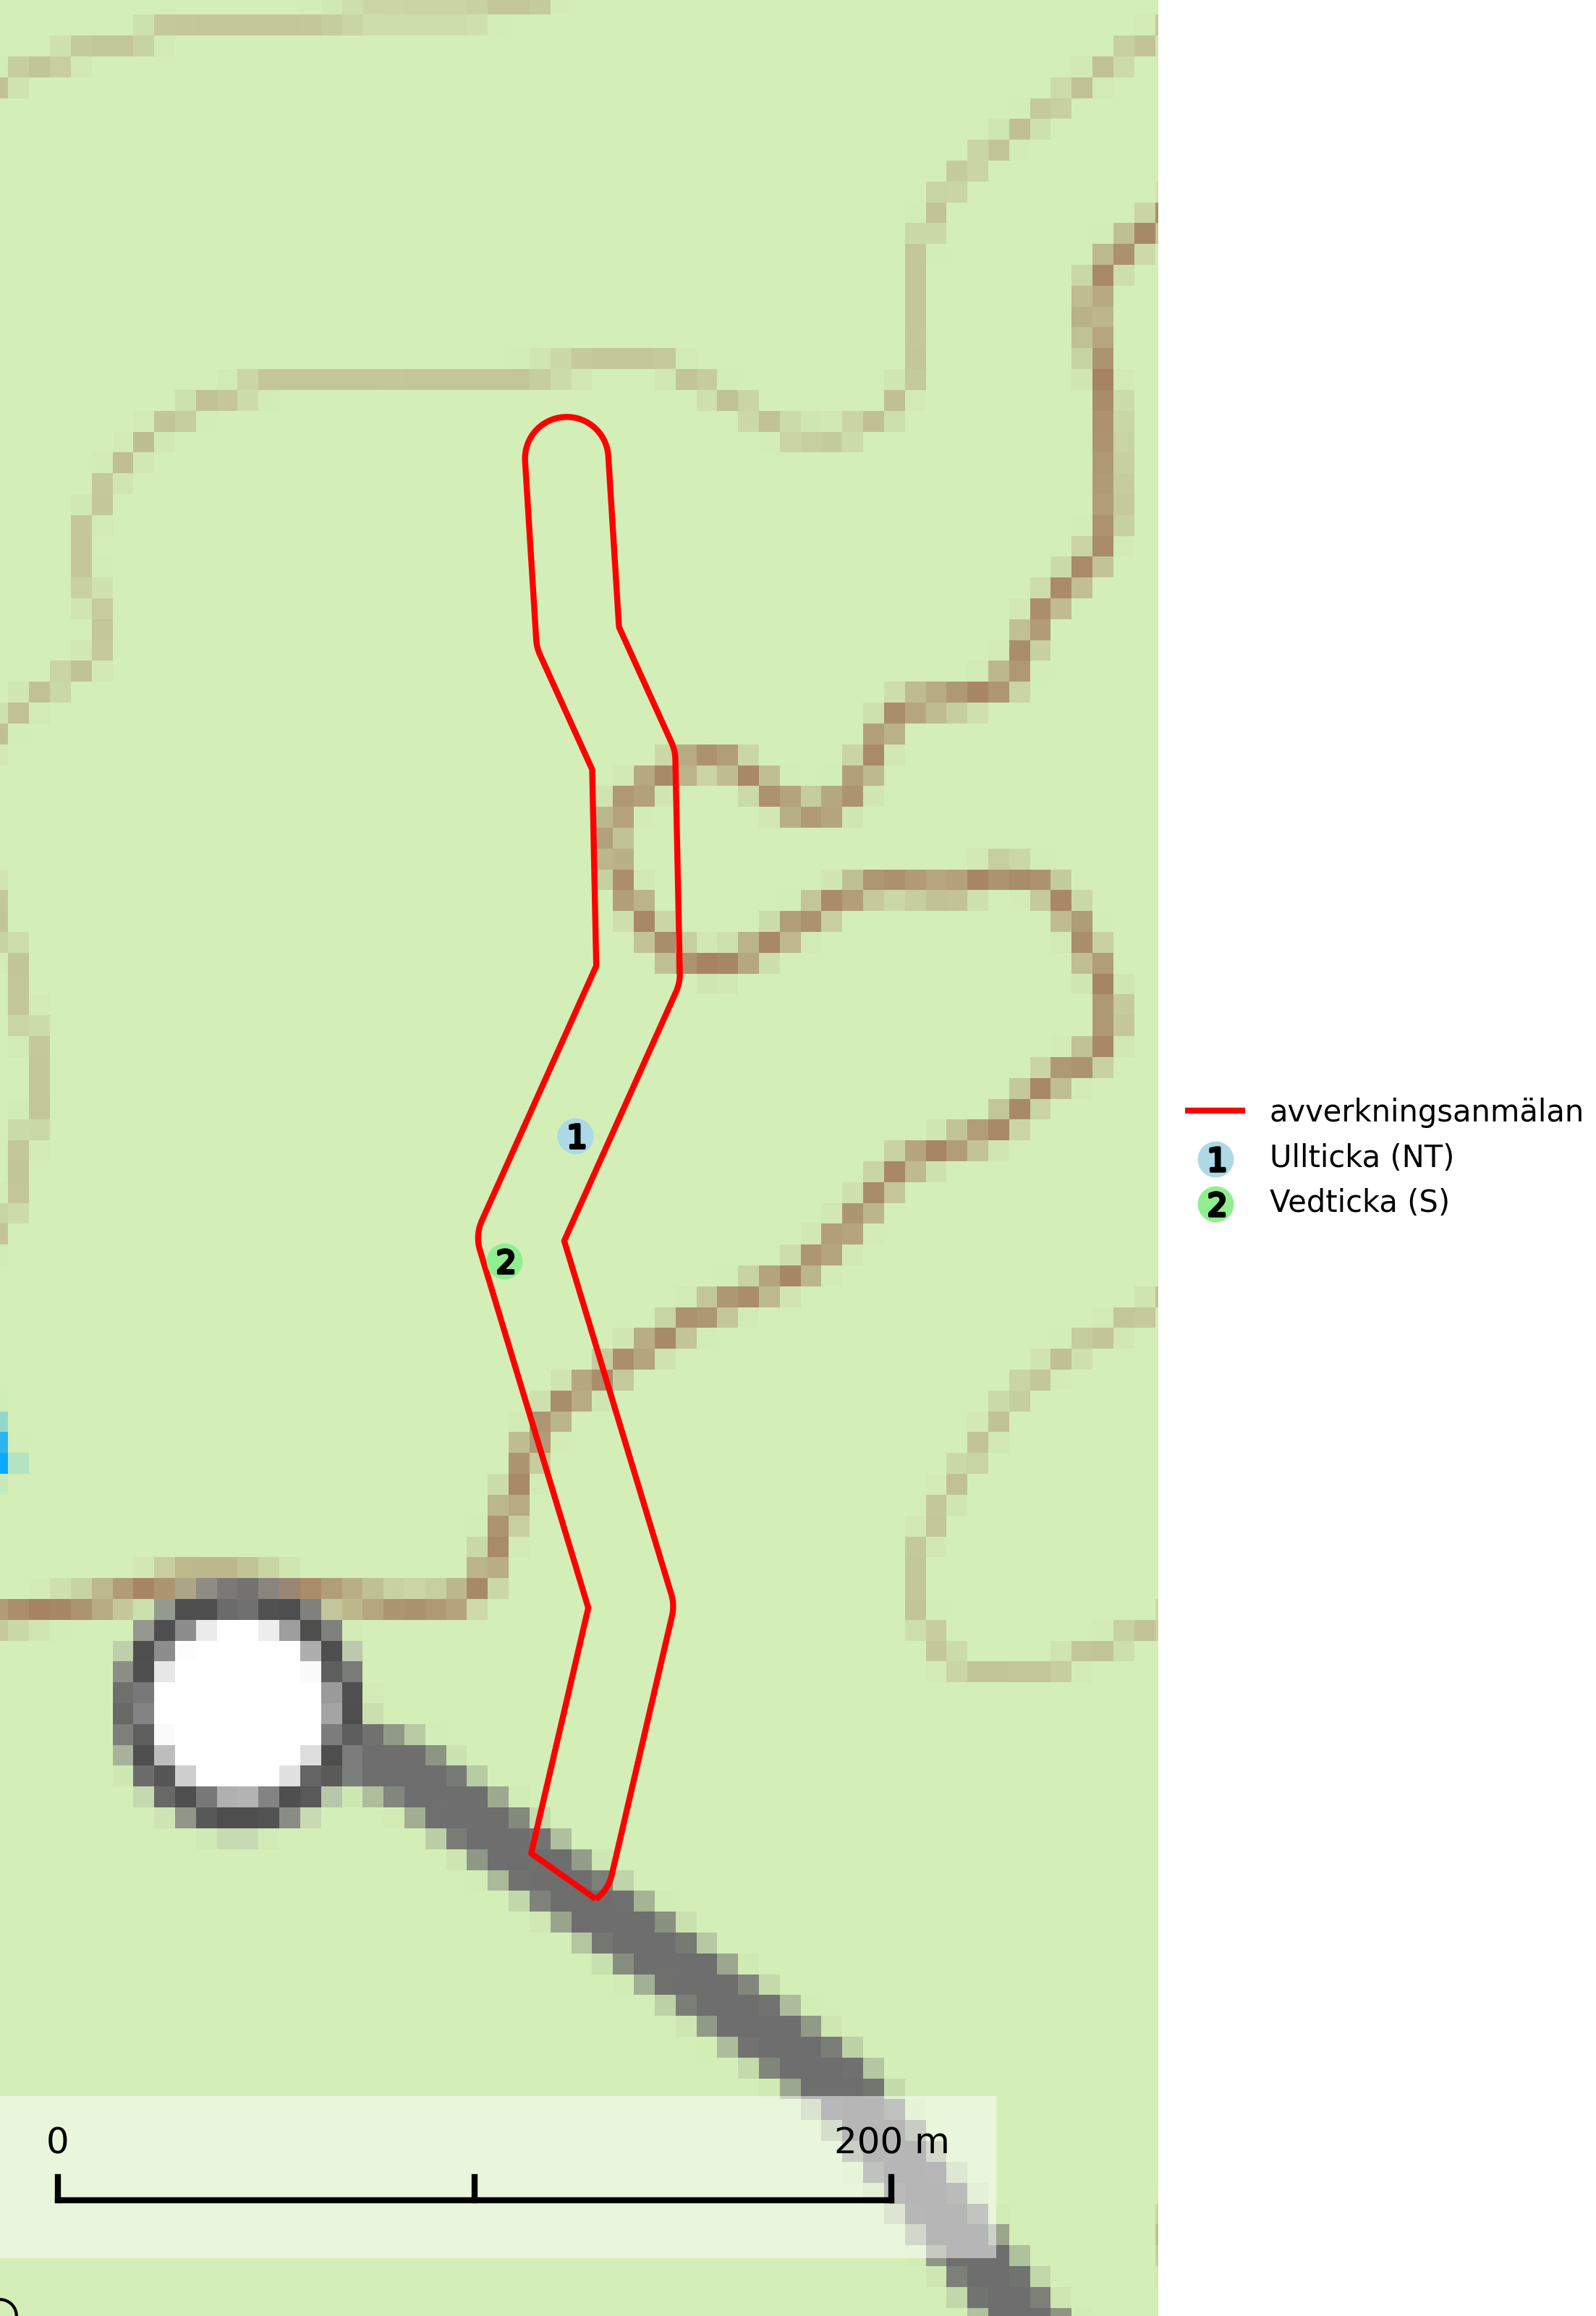 1
avverkningsanmälan
1 Ullticka (NT)
2 Vedticka (S)
2
0 200 m